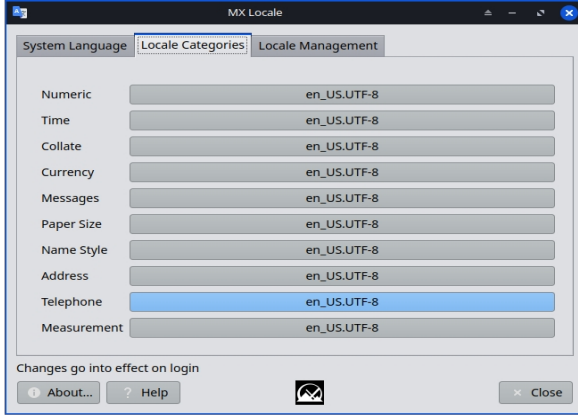 MX Locale
System Language Locale Categories Locale Management
Numeric en_US.UTF-8
Time en_US.UTF-8
Collate en_US.UTF-8
Currency en_US.UTF-8
Messages en_US.UTF-8
Paper Size en_US.UTF-8
Name Style en_US.UTF-8
Address en_US.UTF-8
Telephone en_US.UTF-8
Measurement en_US.UTF-8
Changes go into effect on login
About... ? Help × Close